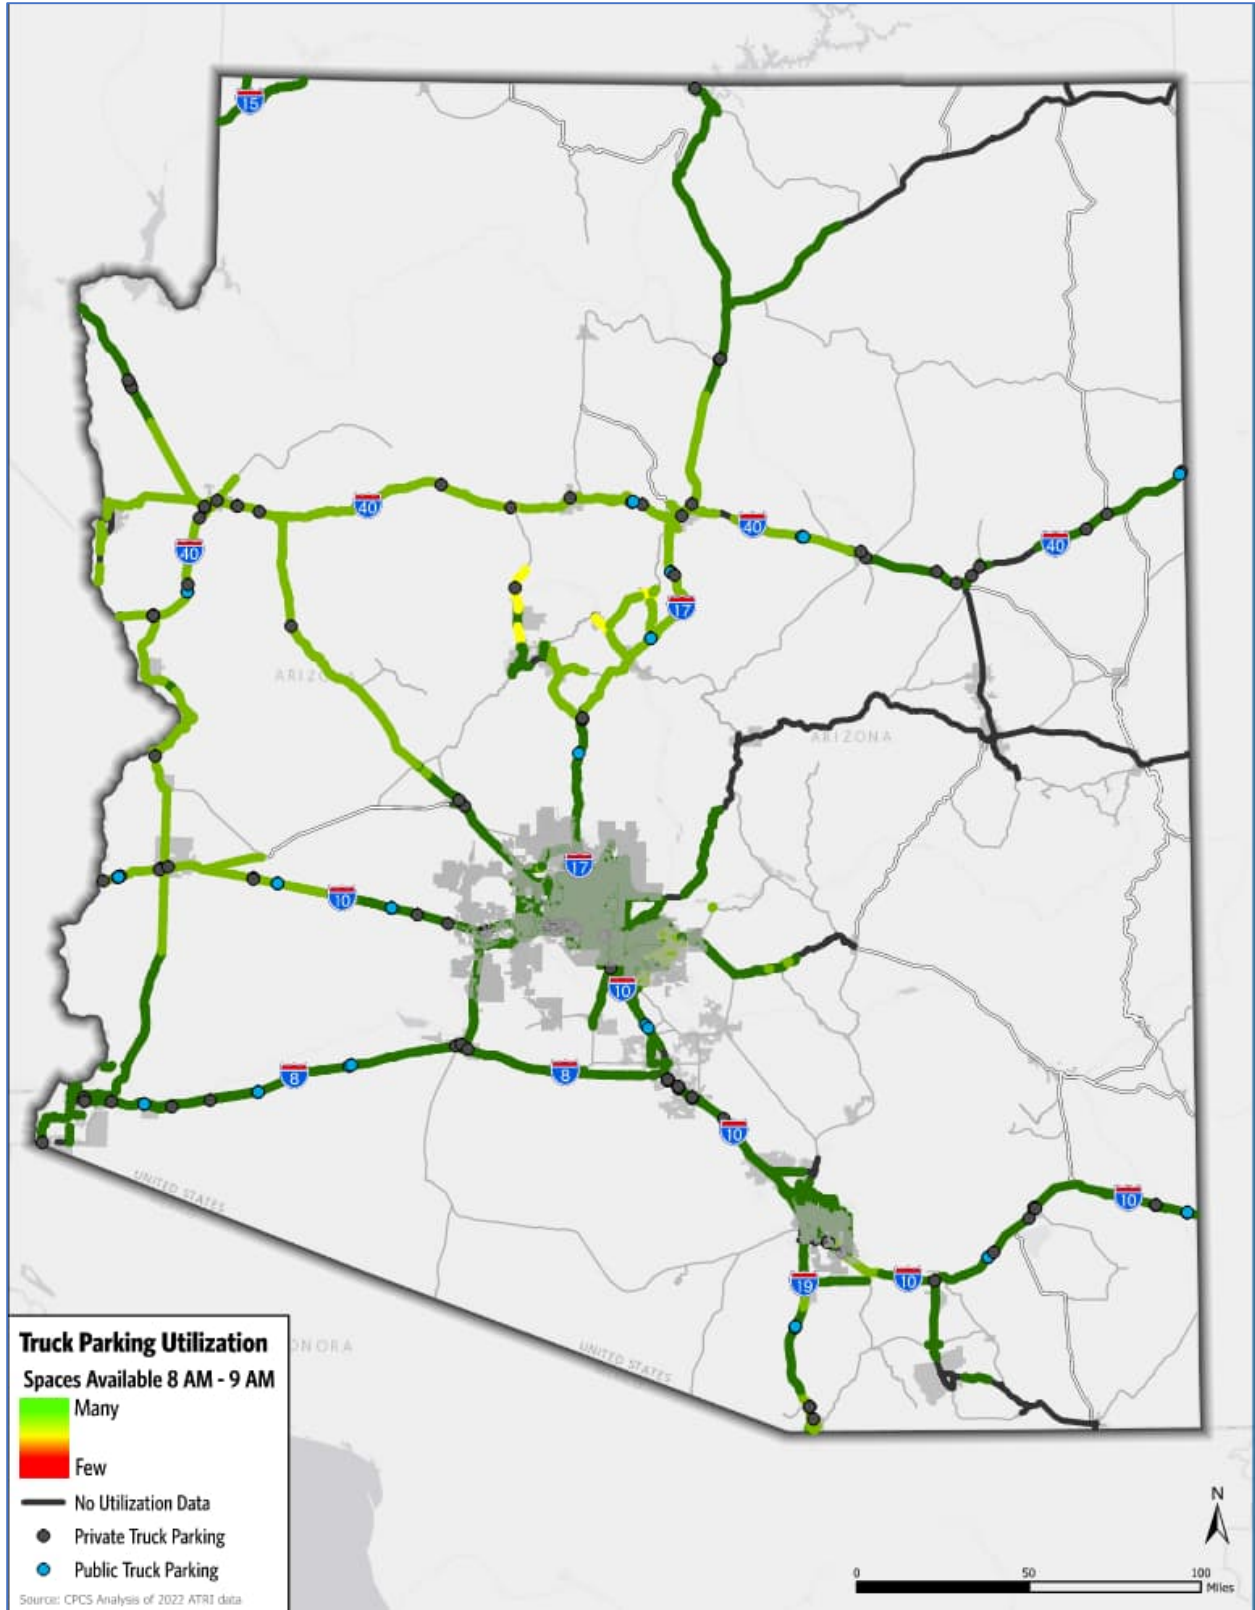 15
40
40
40
40
17
ARIZONA
ARIZONA
17
10
10
8
8
10
10
UNITED STATES
19
10
UNITED STATES
ONORA
Truck Parking Utilization
Spaces Available 8 AM - 9 AM
Many
Few
No Utilization Data
Private Truck Parking
Public Truck Parking
Source: CPCS Analysis of 2022 ATRI data
N
0 50 100
Miles